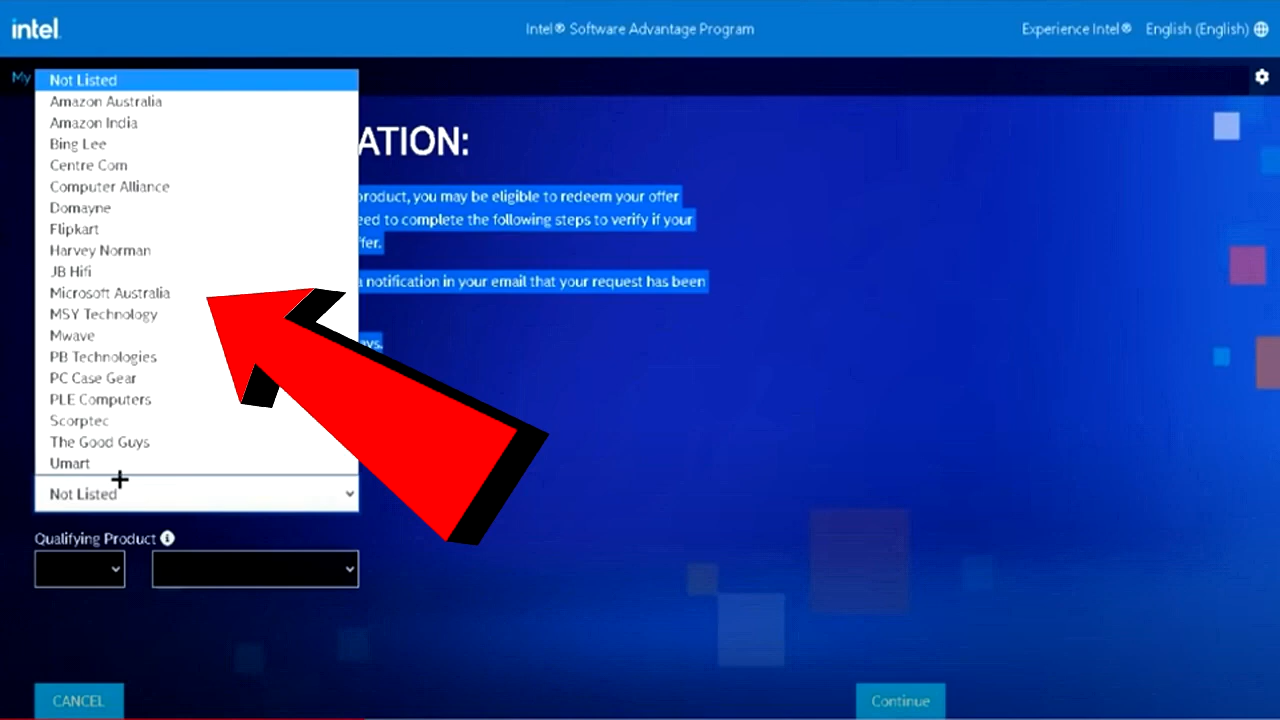 intel.
Intel® Software Advantage Program
Experience Intel®
English (English)
My
Not Listed
Amazon Australia
Amazon India
Bing Lee
Centre Com
Computer Alliance
Domayne
Flipkart
Harvey Norman
JB Hifi
Microsoft Australia
MSY Technology
Mwave
PB Technologies
PC Case Gear
PLE Computers
Scorptec
The Good Guys
Umart
Not Listed
ATION:
product, you may be eligible to redeem your offer
eed to complete the following steps to verify if your
ffer.
a notification in your email that your request has been
ays.
Qualifying Product
CANCEL
Continue